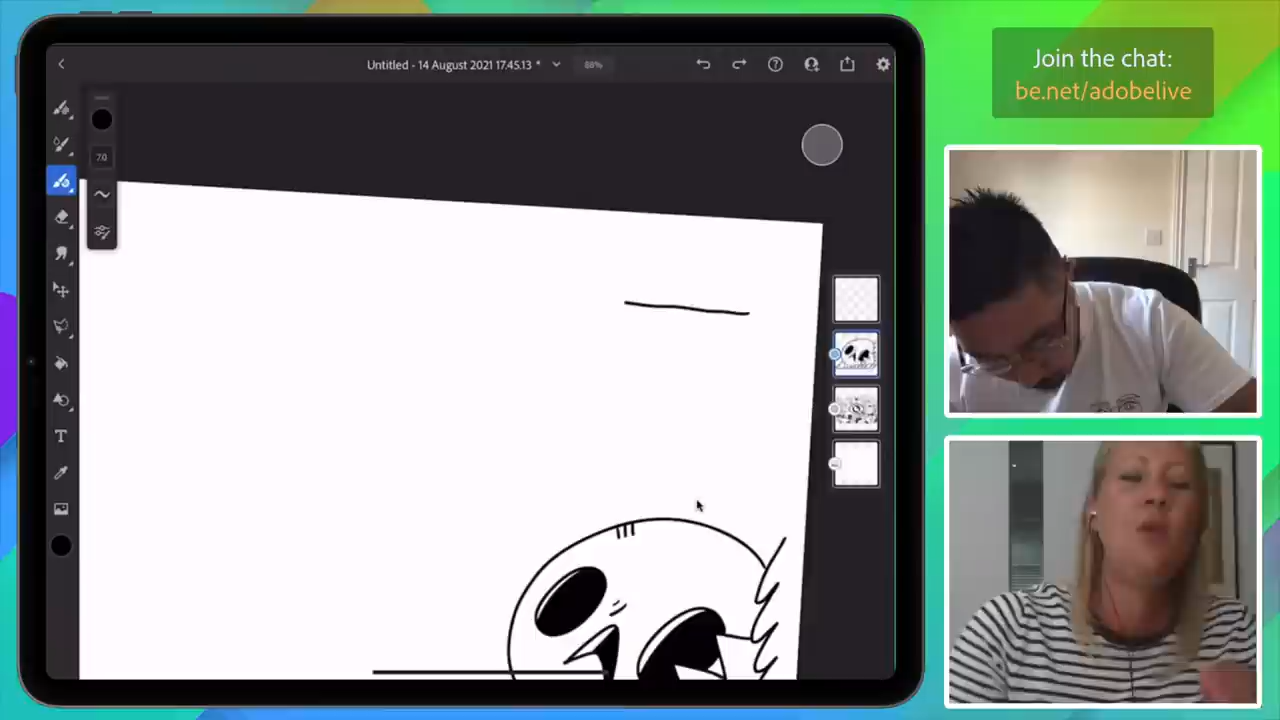 Untitled - 14 August 2021 17.45.13 *
88%
Join the chat:
be.net/adobelive
70
T